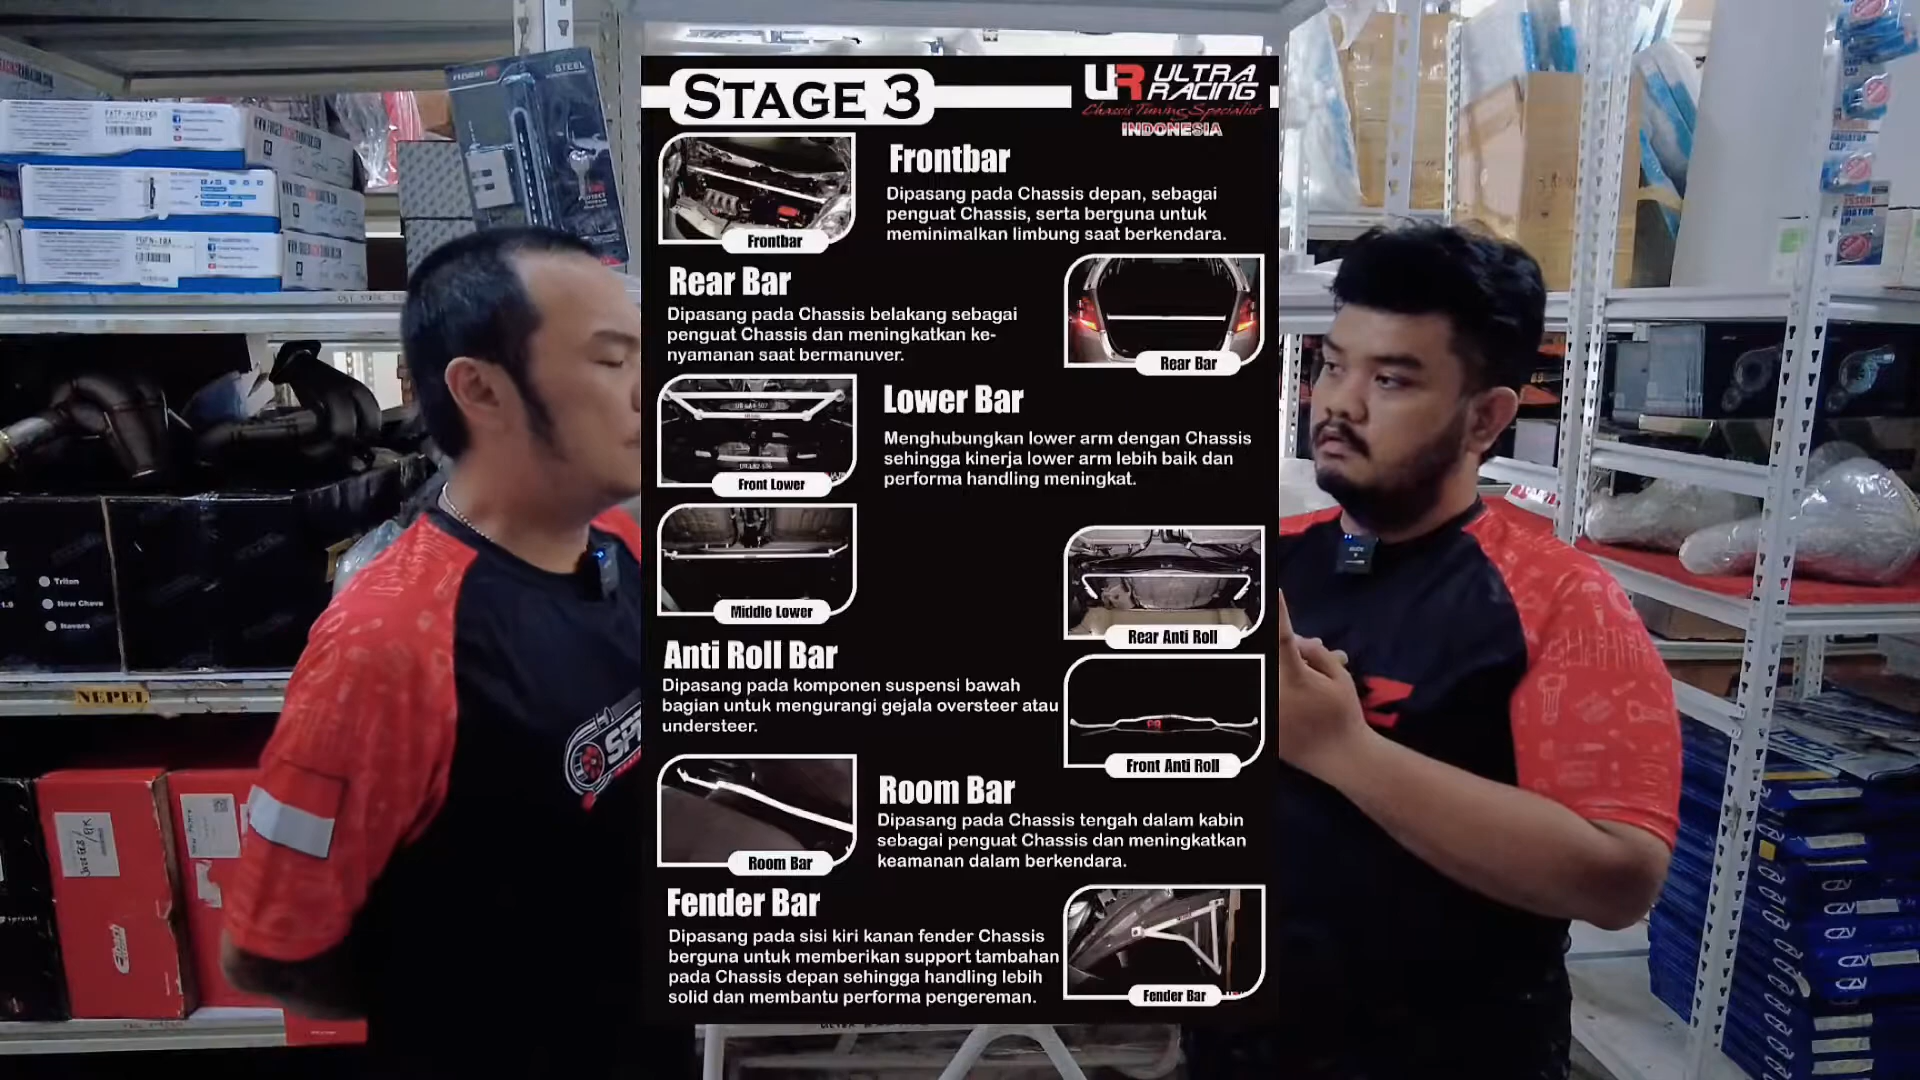 STAGE 3
UR ULTRA RACING
Chassis Tuning Specialist
INDONESIA
Frontbar
Dipasang pada Chassis depan, sebagai
penguat Chassis, serta berguna untuk
meminimalkan limbung saat berkendara.
Frontbar
Rear Bar
Dipasang pada Chassis belakang sebagai
penguat Chassis dan meningkatkan ke-
nyamanan saat bermanuver.
Rear Bar
Lower Bar
Menghubungkan lower arm dengan Chassis
sehingga kinerja lower arm lebih baik dan
performa handling meningkat.
Front Lower
Middle Lower
Rear Anti Roll
Anti Roll Bar
Dipasang pada komponen suspensi bawah
bagian untuk mengurangi gejala oversteer atau
understeer.
Front Anti Roll
Room Bar
Dipasang pada Chassis tengah dalam kabin
sebagai penguat Chassis dan meningkatkan
keamanan dalam berkendara.
Room Bar
Fender Bar
Dipasang pada sisi kiri kanan fender Chassis
berguna untuk memberikan support tambahan
pada Chassis depan sehingga handling lebih
solid dan membantu performa pengereman.
Fender Bar
STEEL
Triton
New Cheve
Navara
NEPEL